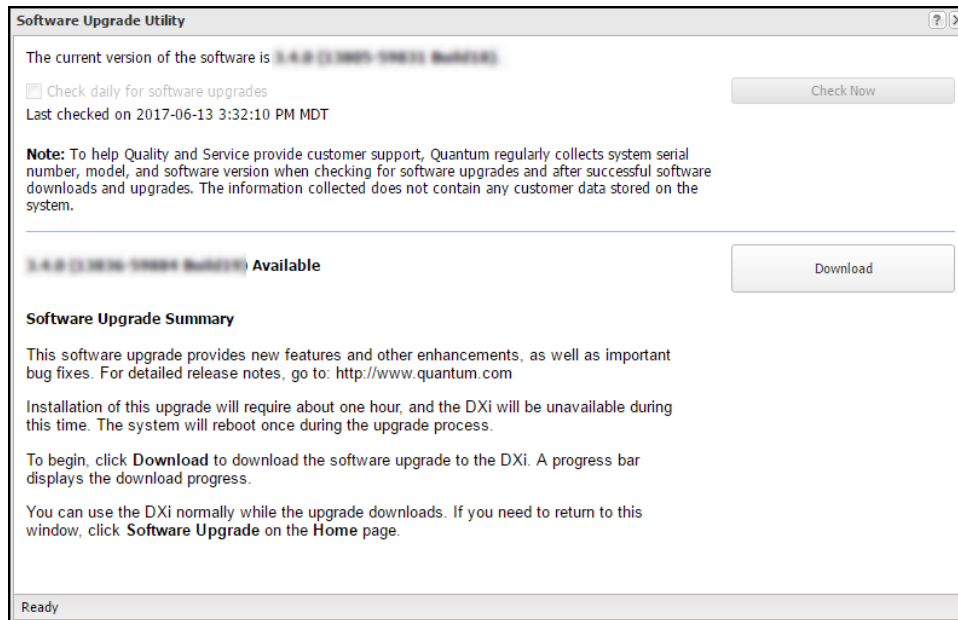 Software Upgrade Utility
The current version of the software is
Check daily for software upgrades
Check Now
Last checked on 2017-06-13 3:32:10 PM MDT
Note: To help Quality and Service provide customer support, Quantum regularly collects system serial
number, model, and software version when checking for software upgrades and after successful software
downloads and upgrades. The information collected does not contain any customer data stored on the
system.
Available
Download
Software Upgrade Summary
This software upgrade provides new features and other enhancements, as well as important
bug fixes. For detailed release notes, go to: http://www.quantum.com
Installation of this upgrade will require about one hour, and the DXi will be unavailable during
this time. The system will reboot once during the upgrade process.
To begin, click Download to download the software upgrade to the DXi. A progress bar
displays the download progress.
You can use the DXi normally while the upgrade downloads. If you need to return to this
window, click Software Upgrade on the Home page.
Ready